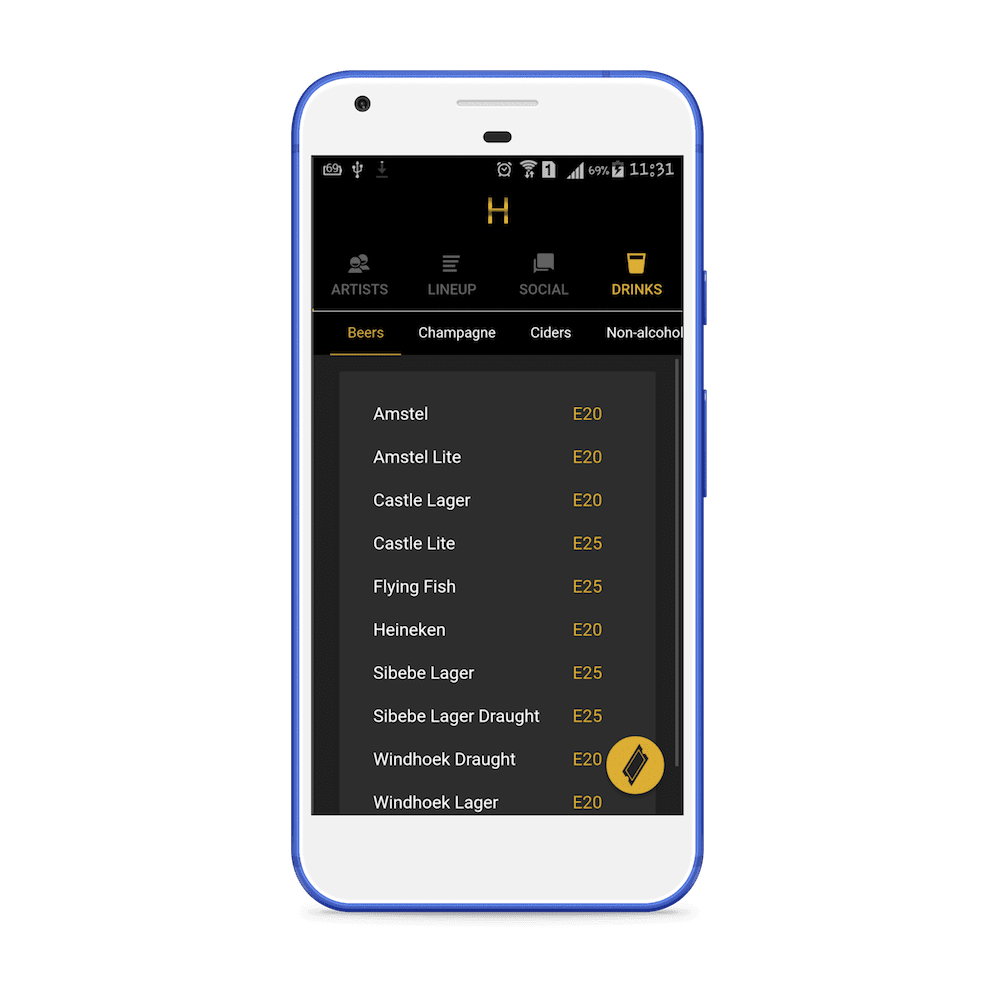 69 1 69% 11:31
H
ARTISTS LINEUP SOCIAL DRINKS
Beers Champagne Ciders Non-alcohol
Amstel E20
Amstel Lite E20
Castle Lager E20
Castle Lite E25
Flying Fish E25
Heineken E20
Sibebe Lager E25
Sibebe Lager Draught E25
Windhoek Draught E20
Windhoek Lager E20